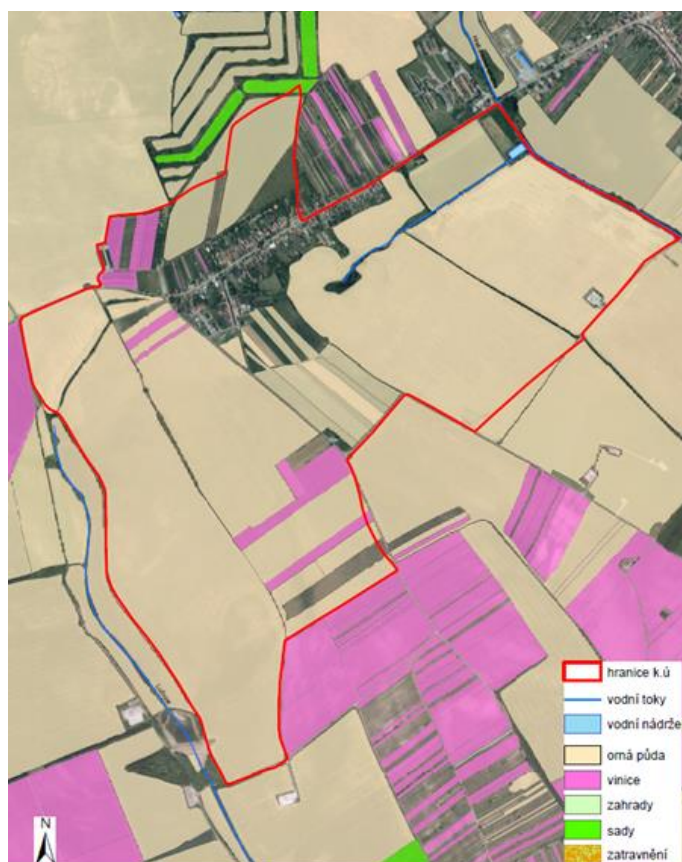 hranice k.ú
vodní toky
vodní nádrže
orná půda
vinice
zahrady
sady
zatravnění
N